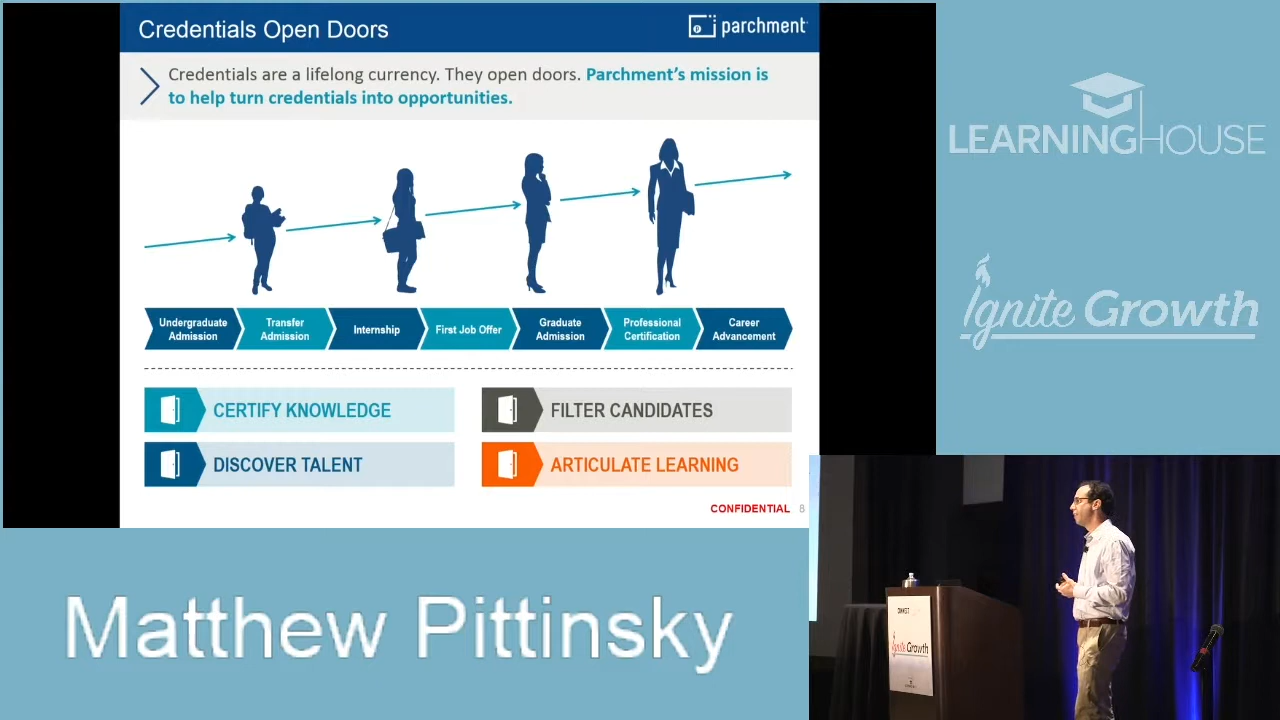 Credentials Open Doors
parchment
Credentials are a lifelong currency. They open doors. Parchment's mission is
to help turn credentials into opportunities.
Undergraduate
Admission
Transfer
Admission
Internship
First Job Offer
Graduate
Admission
Professional
Certification
Career
Advancement
CERTIFY KNOWLEDGE
FILTER CANDIDATES
DISCOVER TALENT
ARTICULATE LEARNING
CONFIDENTIAL 8
LEARNINGHOUSE
Ignite Growth
Matthew Pittinsky
Ignite Growth